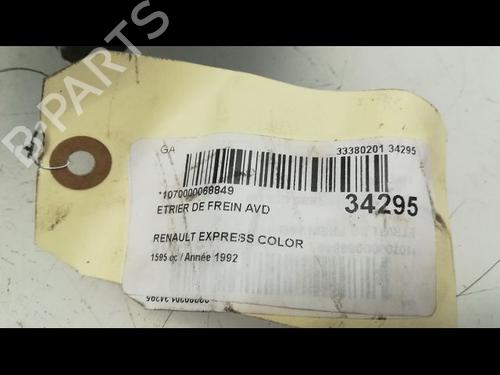 B-PARTS
GA
33380201 34295
*1070000068849
ETRIER DE FREIN AVD
34295
RENAULT EXPRESS COLOR
1595 cc / Année 1992